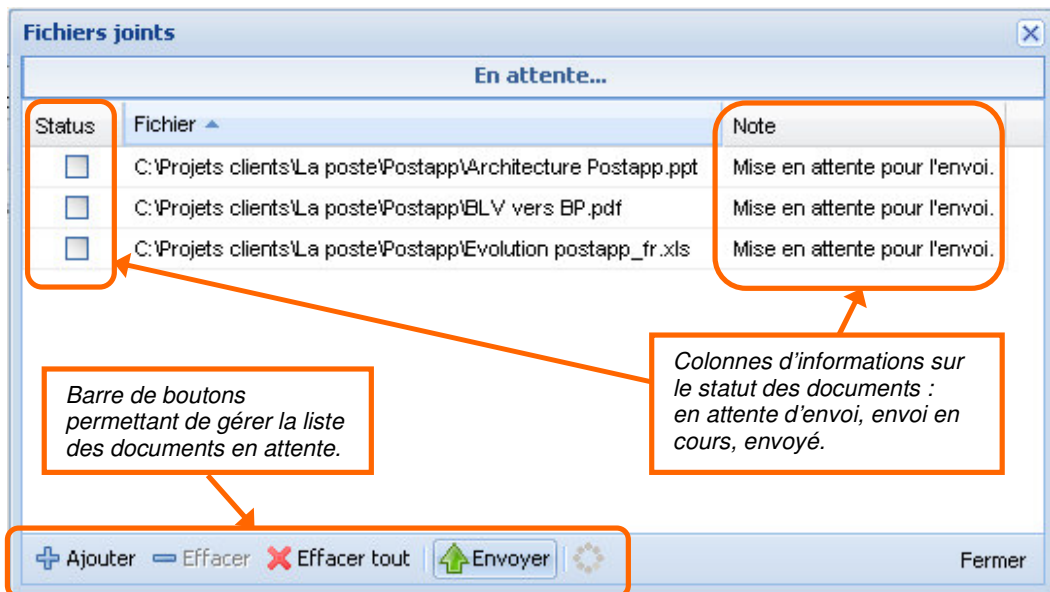 Fichiers joints
En attente...
Status Fichier Note
C:\Projets clients\La poste\Postapp\Architecture Postapp.ppt Mise en attente pour l'envoi.
C:\Projets clients\La poste\Postapp\BLV vers BP.pdf Mise en attente pour l'envoi.
C:\Projets clients\La poste\Postapp\Evolution postapp_fr.xls Mise en attente pour l'envoi.
Colonnes d'informations sur
le statut des documents :
en attente d'envoi, envoi en
cours, envoyé.
Barre de boutons
permettant de gérer la liste
des documents en attente.
Ajouter Effacer Effacer tout Envoyer Fermer